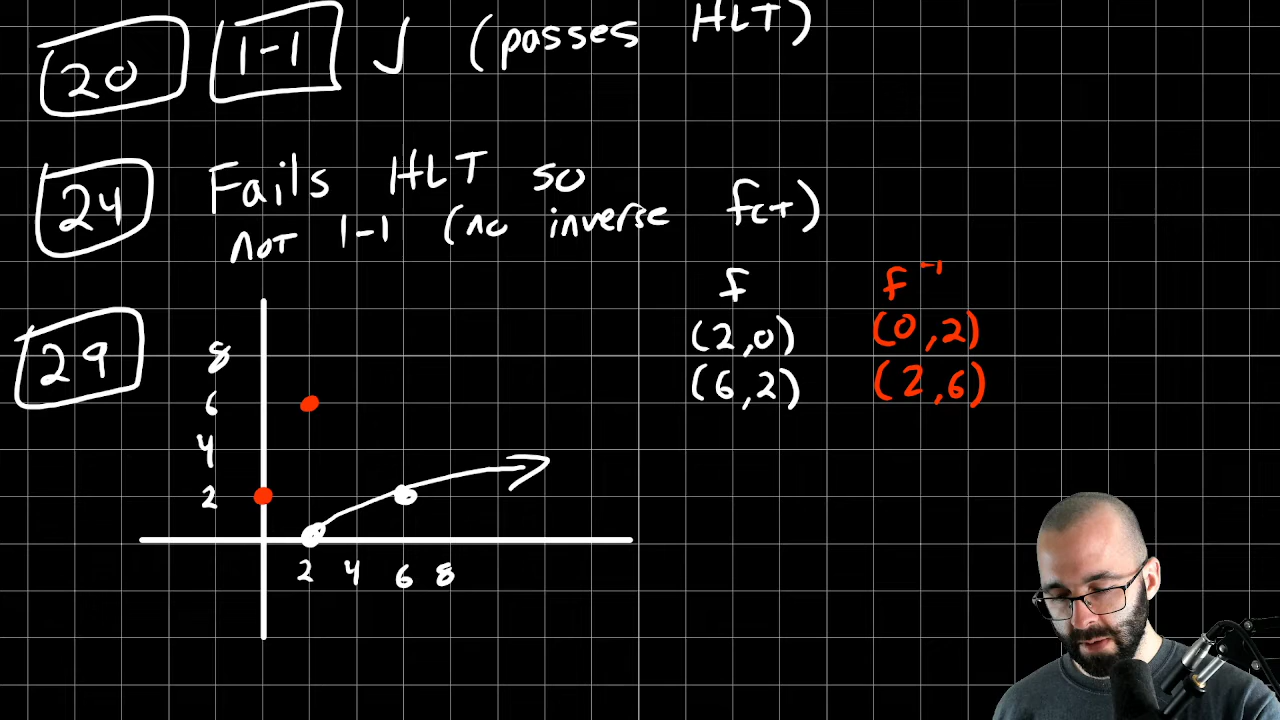 20 1-1 √ (passes HLT)
24 Fails HLT so
not 1-1 (no inverse fct)
f f⁻¹
29
8
(2,0) (0,2)
(6,2) (2,6)
6
4
2
2 4 6 8